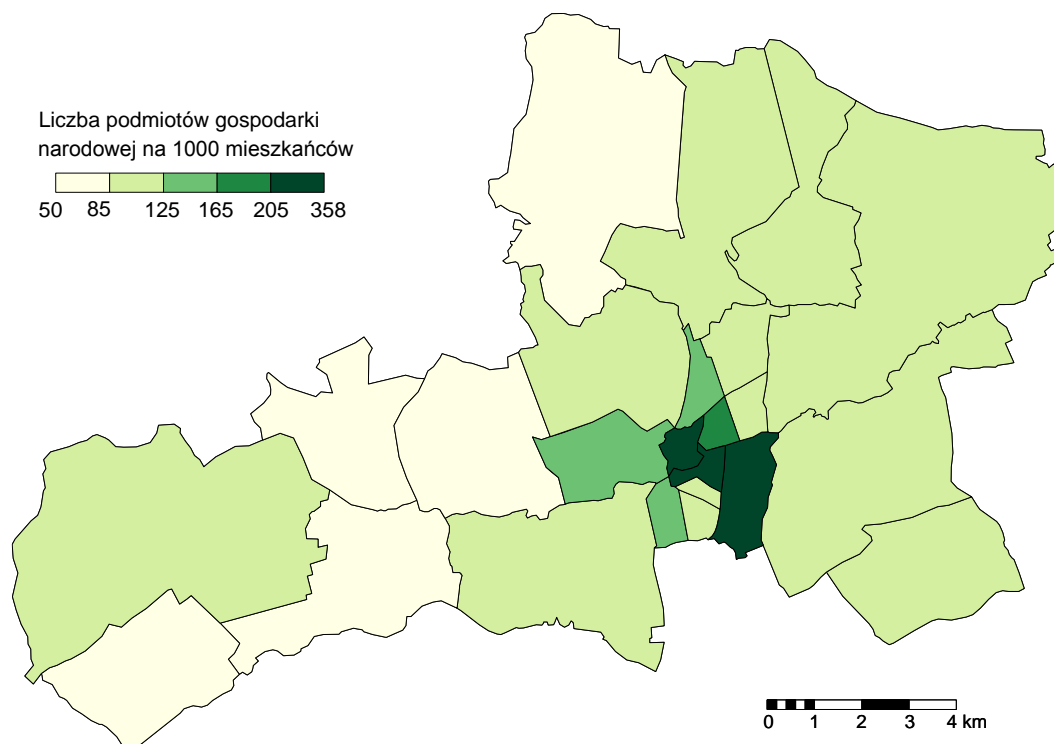 Liczba podmiotów gospodarki
narodowej na 1000 mieszkańców
50 85 125 165 205 358
0 1 2 3 4 km